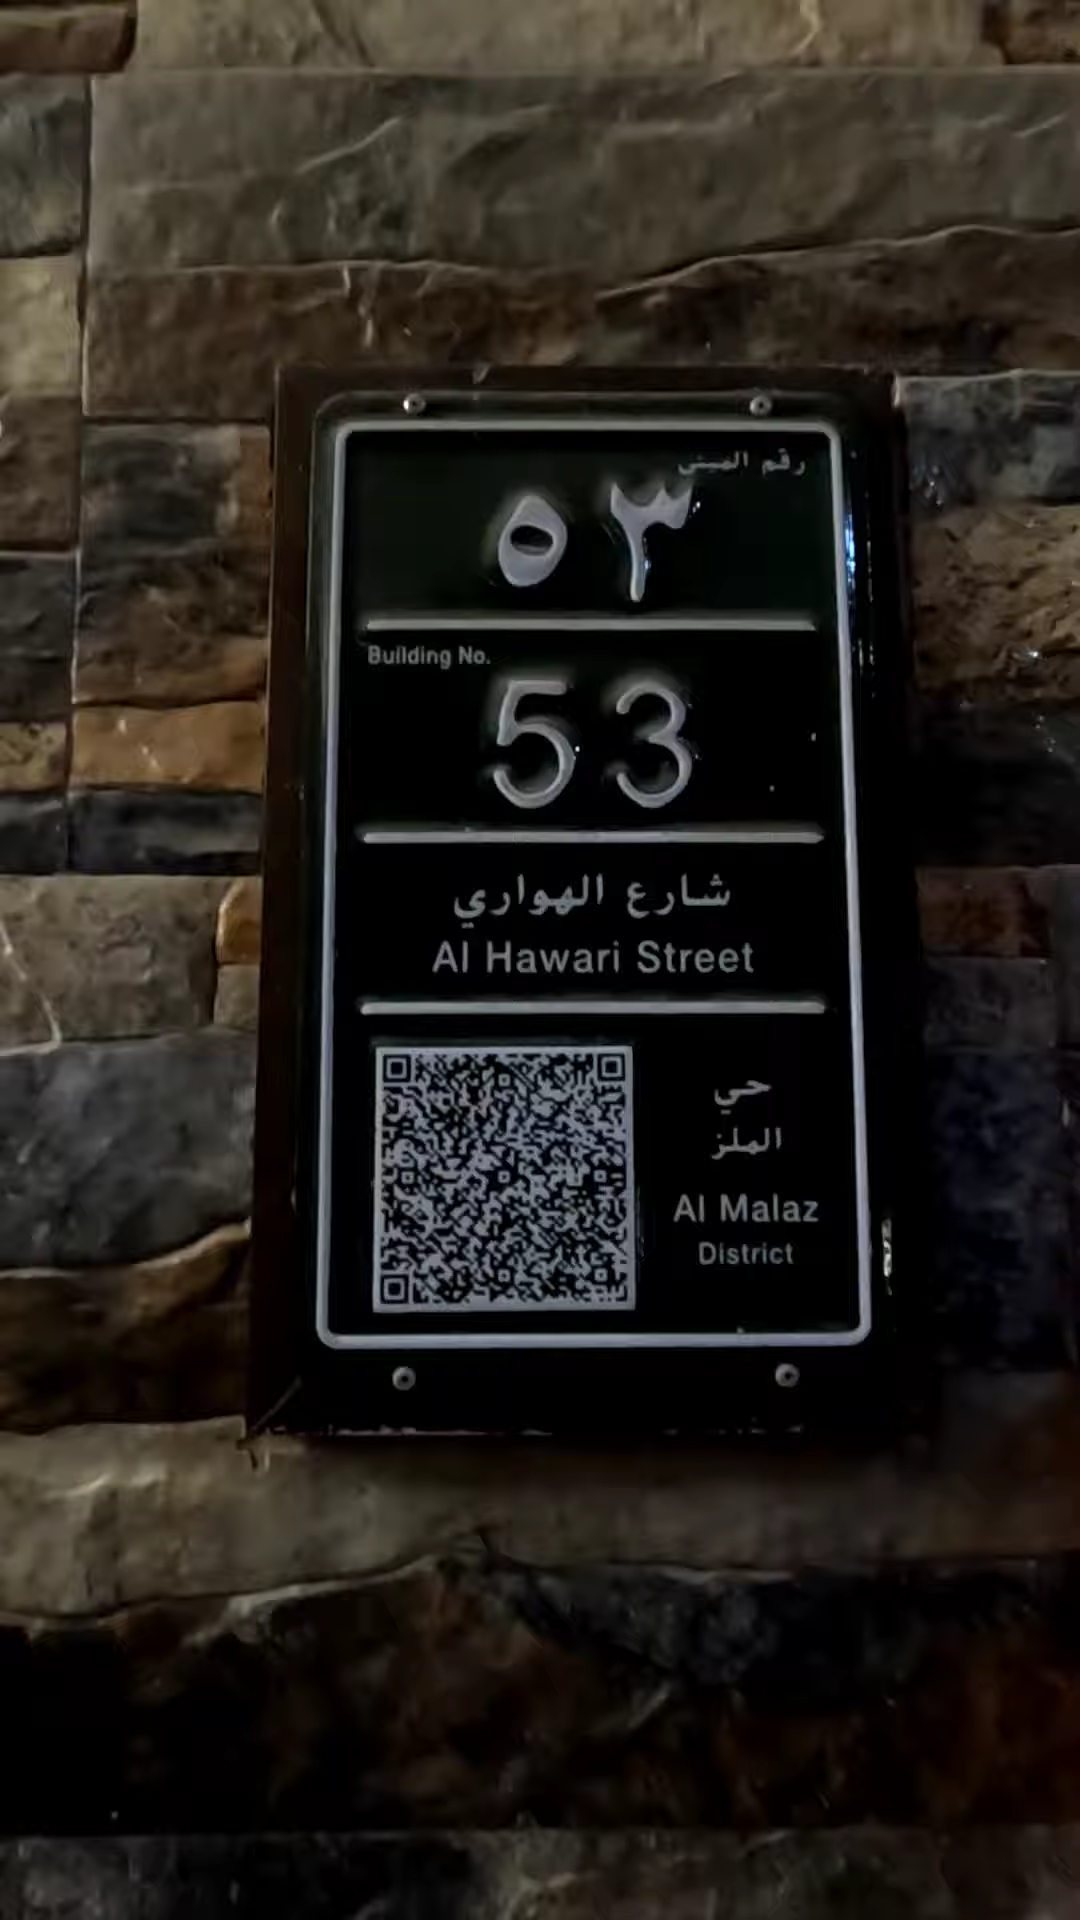 رقم المبنى
٥٣
Building No.
53
شارع الهواري
Al Hawari Street
حي
الملز
Al Malaz
District